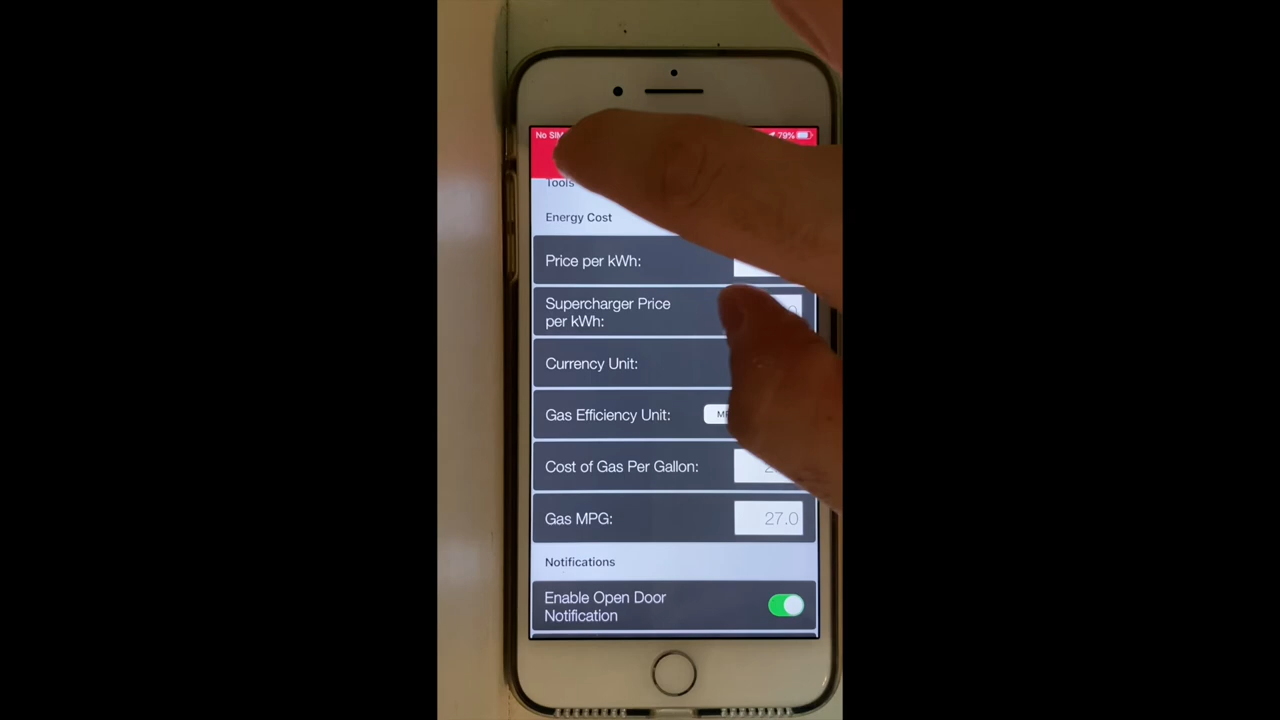 No SIM
79%
Tools
Energy Cost
Price per kWh:
Supercharger Price
per kWh:
Currency Unit:
Gas Efficiency Unit:
Cost of Gas Per Gallon:
Gas MPG:
27.0
Notifications
Enable Open Door
Notification